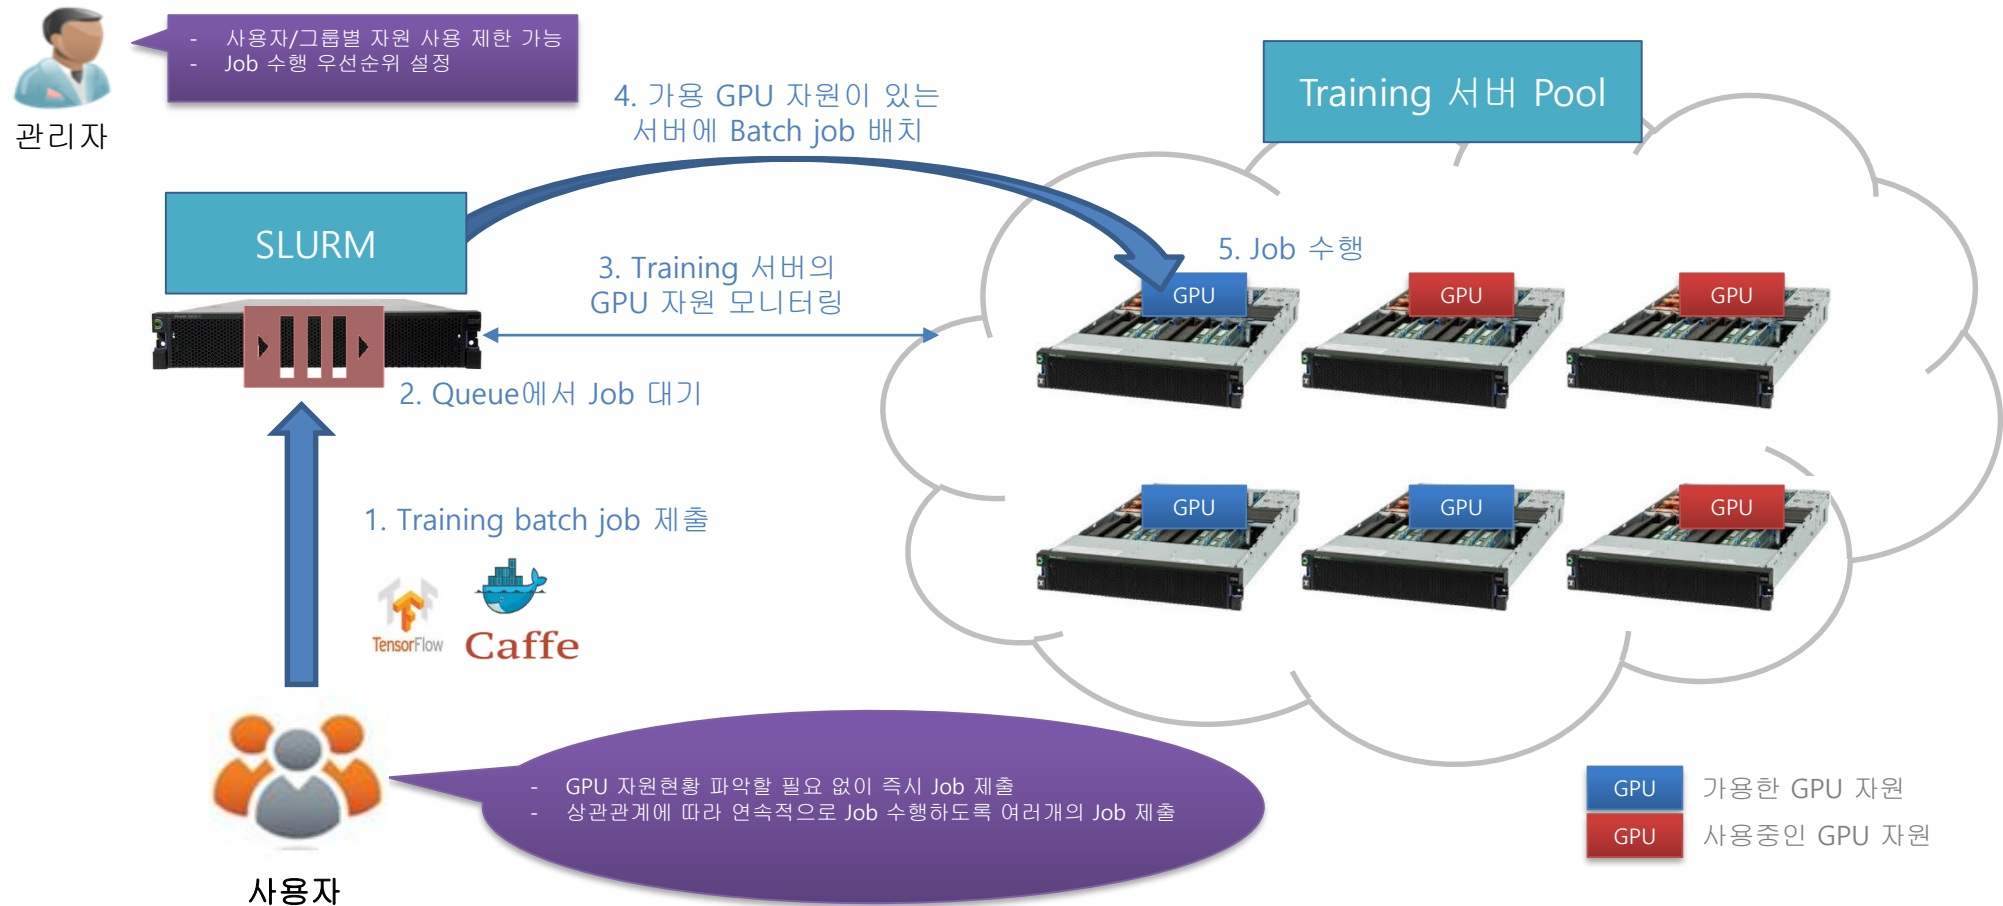 - 사용자/그룹별 자원 사용 제한 가능
- Job 수행 우선순위 설정
관리자
4. 가용 GPU 자원이 있는
서버에 Batch job 배치
Training 서버 Pool
SLURM
3. Training 서버의
GPU 자원 모니터링
5. Job 수행
GPU
GPU
GPU
2. Queue에서 Job 대기
GPU
GPU
GPU
1. Training batch job 제출
TensorFlow
Caffe
- GPU 자원현황 파악할 필요 없이 즉시 Job 제출
- 상관관계에 따라 연속적으로 Job 수행하도록 여러개의 Job 제출
사용자
GPU 가용한 GPU 자원
GPU 사용중인 GPU 자원